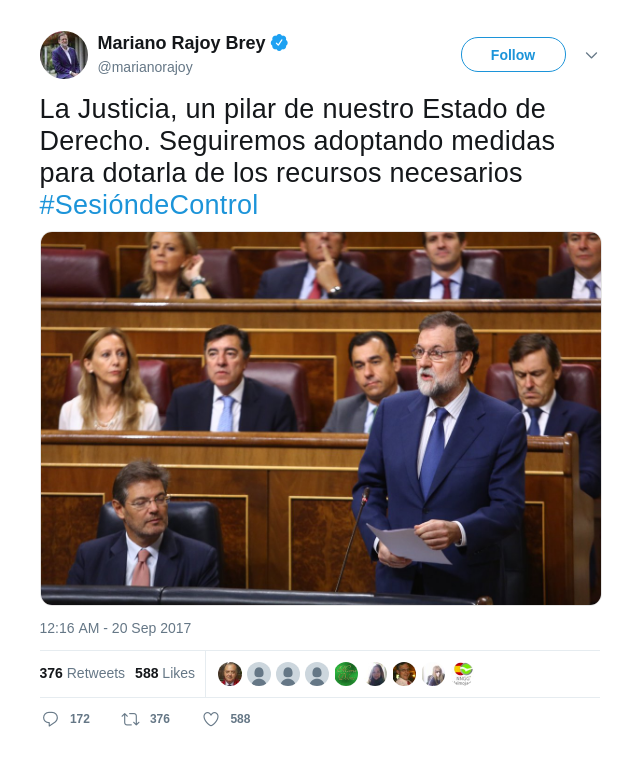 Mariano Rajoy Brey
@marianorajoy
Follow
La Justicia, un pilar de nuestro Estado de
Derecho. Seguiremos adoptando medidas
para dotarla de los recursos necesarios
#SesióndeControl
12:16 AM - 20 Sep 2017
376 Retweets 588 Likes
172 376 588